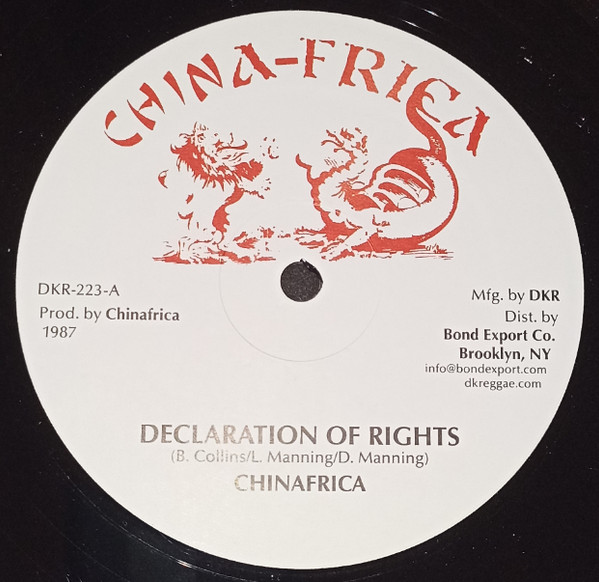 CHINA-FRICA
DKR-223-A
Prod. by Chinafrica
1987
Mfg. by DKR
Dist. by
Bond Export Co.
Brooklyn, NY
info@bondexport.com
dkreggae.com
DECLARATION OF RIGHTS
(B. Collins/L. Manning/D. Manning)
CHINAFRICA